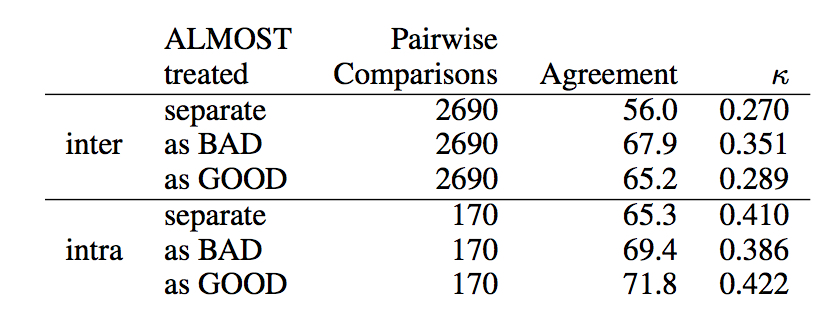 ALMOST Pairwise
treated Comparisons Agreement κ
separate 2690 56.0 0.270
inter as BAD 2690 67.9 0.351
as GOOD 2690 65.2 0.289
separate 170 65.3 0.410
intra as BAD 170 69.4 0.386
as GOOD 170 71.8 0.422